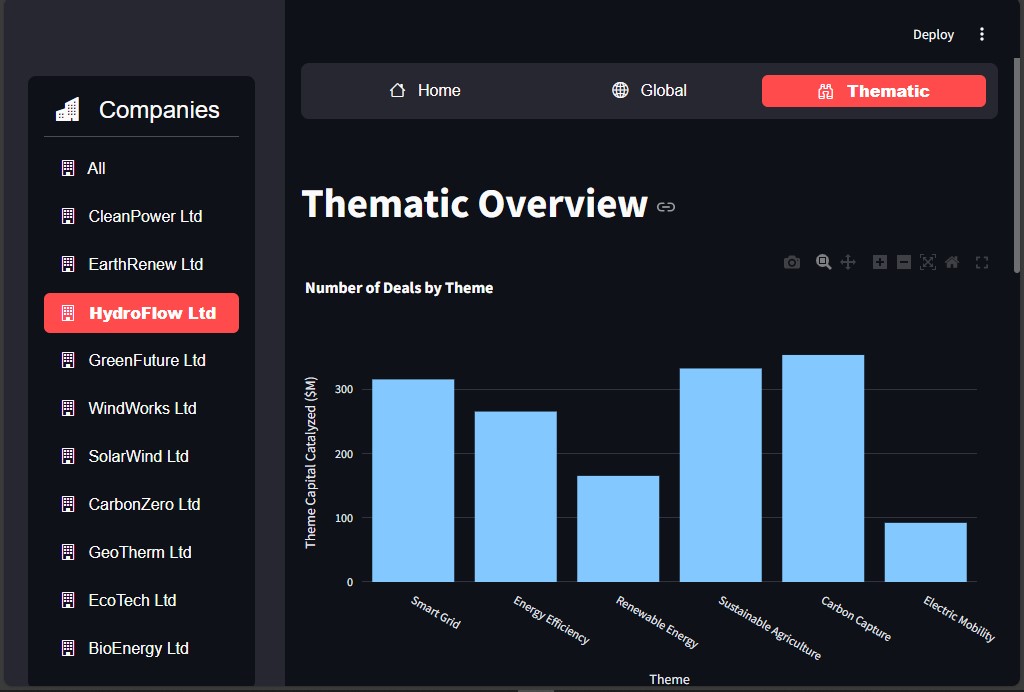 Deploy
Companies
All
CleanPower Ltd
EarthRenew Ltd
HydroFlow Ltd
GreenFuture Ltd
WindWorks Ltd
SolarWind Ltd
CarbonZero Ltd
GeoTherm Ltd
EcoTech Ltd
BioEnergy Ltd
Home
Global
Thematic
Thematic Overview
Number of Deals by Theme
Theme Capital Catalyzed ($M)
300
200
100
0
Smart Grid
Energy Efficiency
Renewable Energy
Sustainable Agriculture
Carbon Capture
Electric Mobility
Theme